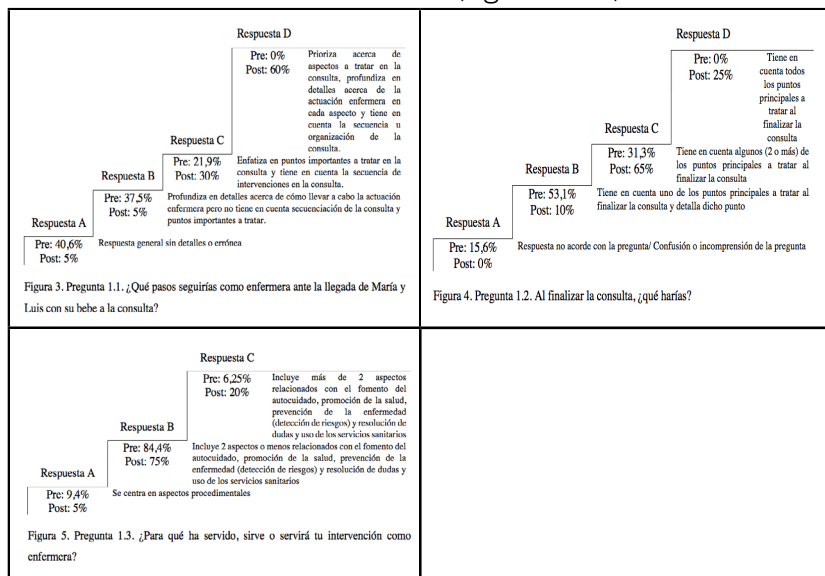 Respuesta D
Pre: 0%
Post: 60%
Prioriza acerca de
aspectos a tratar en la
consulta, profundiza en
detalles acerca de la
actuación enfermera en
cada aspecto y tiene en
cuenta la secuencia u
organización de la
consulta.
Respuesta C
Pre: 21,9%
Post: 30%
Enfatiza en puntos importantes a tratar en la
consulta y tiene en cuenta la secuencia de
intervenciones en la consulta.
Respuesta B
Pre: 37,5%
Post: 5%
Profundiza en detalles acerca de cómo llevar a cabo la actuación
enfermera pero no tiene en cuenta secuenciación de la consulta y
puntos importantes a tratar.
Respuesta A
Pre: 40,6%
Post: 5%
Respuesta general sin detalles o errónea
Figura 3. Pregunta 1.1. ¿Qué pasos seguirías como enfermera ante la llegada de María y
Luis con su bebe a la consulta?
Respuesta D
Pre: 0%
Post: 25%
Tiene en
cuenta todos
los puntos
principales a
tratar al
finalizar la
consulta
Respuesta C
Pre: 31,3%
Post: 65%
Tiene en cuenta algunos (2 o más) de
los puntos principales a tratar al
finalizar la consulta
Respuesta B
Pre: 53,1%
Post: 10%
Tiene en cuenta uno de los puntos principales a tratar al
finalizar la consulta y detalla dicho punto
Respuesta A
Pre: 15,6%
Post: 0%
Respuesta no acorde con la pregunta/ Confusión o incomprensión de la pregunta
Figura 4. Pregunta 1.2. Al finalizar la consulta, ¿qué harías?
Respuesta C
Pre: 6,25%
Post: 20%
Incluye más de 2 aspectos
relacionados con el fomento del
autocuidado, promoción de la salud,
prevención de la enfermedad
(detección de riesgos) y resolución de
dudas y uso de los servicios sanitarios
Respuesta B
Pre: 84,4%
Post: 75%
Incluye 2 aspectos o menos relacionados con el fomento del
autocuidado, promoción de la salud, prevención de la
enfermedad (detección de riesgos) y resolución de dudas y
uso de los servicios sanitarios
Respuesta A
Pre: 9,4%
Post: 5%
Se centra en aspectos procedimentales
Figura 5. Pregunta 1.3. ¿Para qué ha servido, sirve o servirá tu intervención como
enfermera?